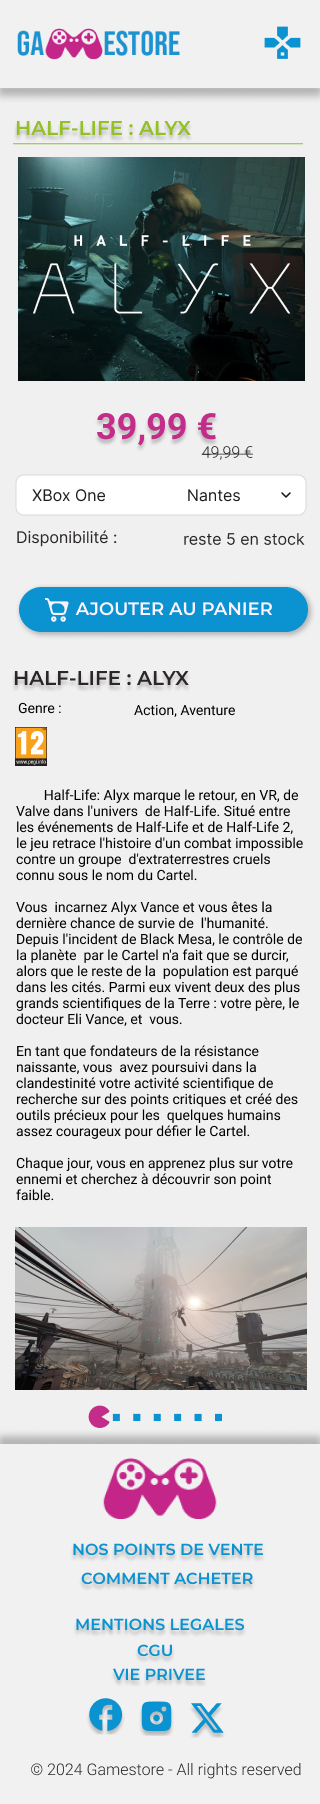 GAMESTORE
HALF-LIFE : ALYX
HALF-LIFE
ALYX
39,99 €
49,99 €
XBox One Nantes
Disponibilité : reste 5 en stock
AJOUTER AU PANIER
HALF-LIFE : ALYX
Genre : Action, Aventure
12
www.pegi.info
Half-Life: Alyx marque le retour, en VR, de
Valve dans l'univers de Half-Life. Situé entre
les événements de Half-Life et de Half-Life 2,
le jeu retrace l'histoire d'un combat impossible
contre un groupe d'extraterrestres cruels
connu sous le nom du Cartel.
Vous incarnez Alyx Vance et vous êtes la
dernière chance de survie de l'humanité.
Depuis l'incident de Black Mesa, le contrôle de
la planète par le Cartel n'a fait que se durcir,
alors que le reste de la population est parqué
dans les cités. Parmi eux vivent deux des plus
grands scientifiques de la Terre : votre père, le
docteur Eli Vance, et vous.
En tant que fondateurs de la résistance
naissante, vous avez poursuivi dans la
clandestinité votre activité scientifique de
recherche sur des points critiques et créé des
outils précieux pour les quelques humains
assez courageux pour défier le Cartel.
Chaque jour, vous en apprenez plus sur votre
ennemi et cherchez à découvrir son point
faible.
NOS POINTS DE VENTE
COMMENT ACHETER
MENTIONS LEGALES
CGU
VIE PRIVEE
© 2024 Gamestore - All rights reserved